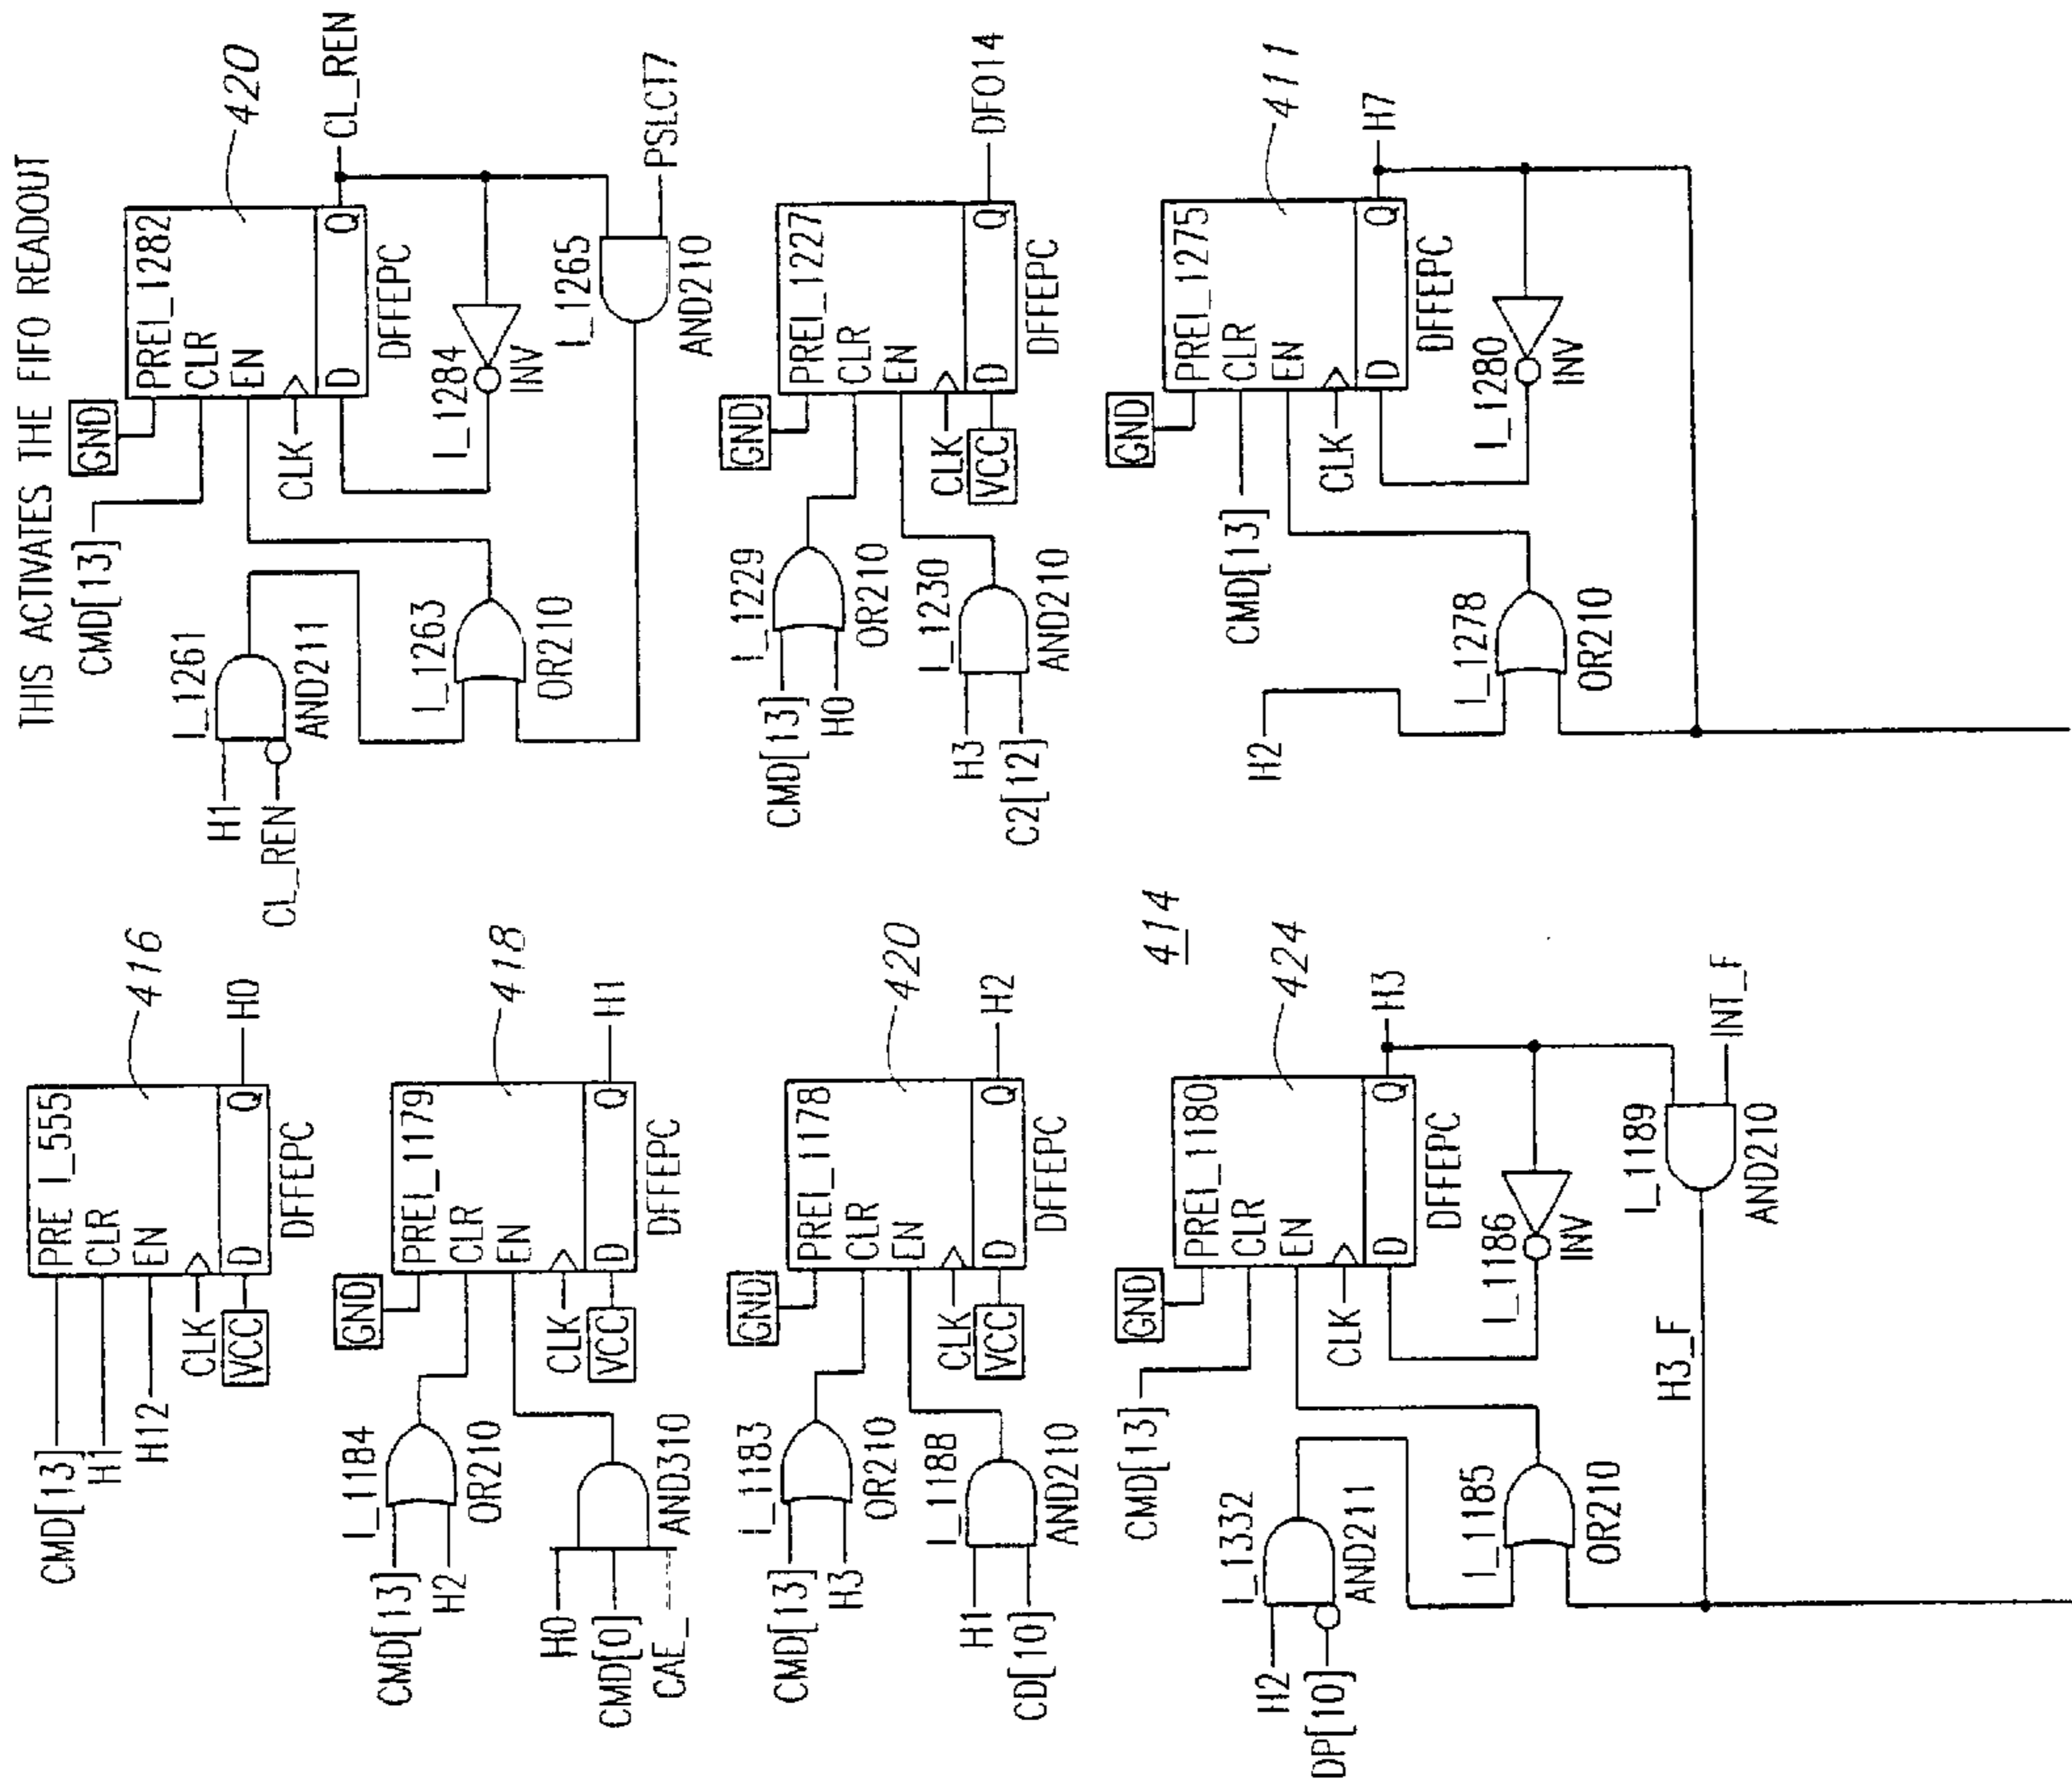 THIS ACTIVATES THE FIFO READOUT
CMD[13]
H1
H12
CLK
VCC
PRE I_555
CLR
EN
D
Q
DFFEPC
416
H0
CMD[13]
H2
I_1184
OR210
H0
CMD[0]
CAE_
AND310
GND
CLK
VCC
PREI_1179
CLR
EN
D
Q
DFFEPC
418
H1
CMD[13]
H3
I_1183
OR210
H1
CD[10]
I_1188
AND210
GND
CLK
VCC
PREI_1178
CLR
EN
D
Q
DFFEPC
420
H2
414
H2
DP[10]
I_1332
AND211
CMD[13]
I_1185
OR210
GND
CLK
PREI_1180
CLR
EN
D
Q
DFFEPC
424
H3
I_1186
INV
I_1189
AND210
INT_F
H3_F
H1
CL_REN
I_1261
AND211
CMD[13]
I_1263
OR210
GND
CLK
PREI_1282
CLR
EN
D
Q
DFFEPC
420
CL_REN
I_1284
INV
I_1265
AND210
PSLCT7
CMD[13]
H0
I_1229
OR210
H3
C2[12]
I_1230
AND210
GND
CLK
VCC
PREI_1227
CLR
EN
D
Q
DFFEPC
DFO14
H2
I_1278
OR210
CMD[13]
GND
CLK
PREI_1275
CLR
EN
D
Q
DFFEPC
411
H7
I_1280
INV